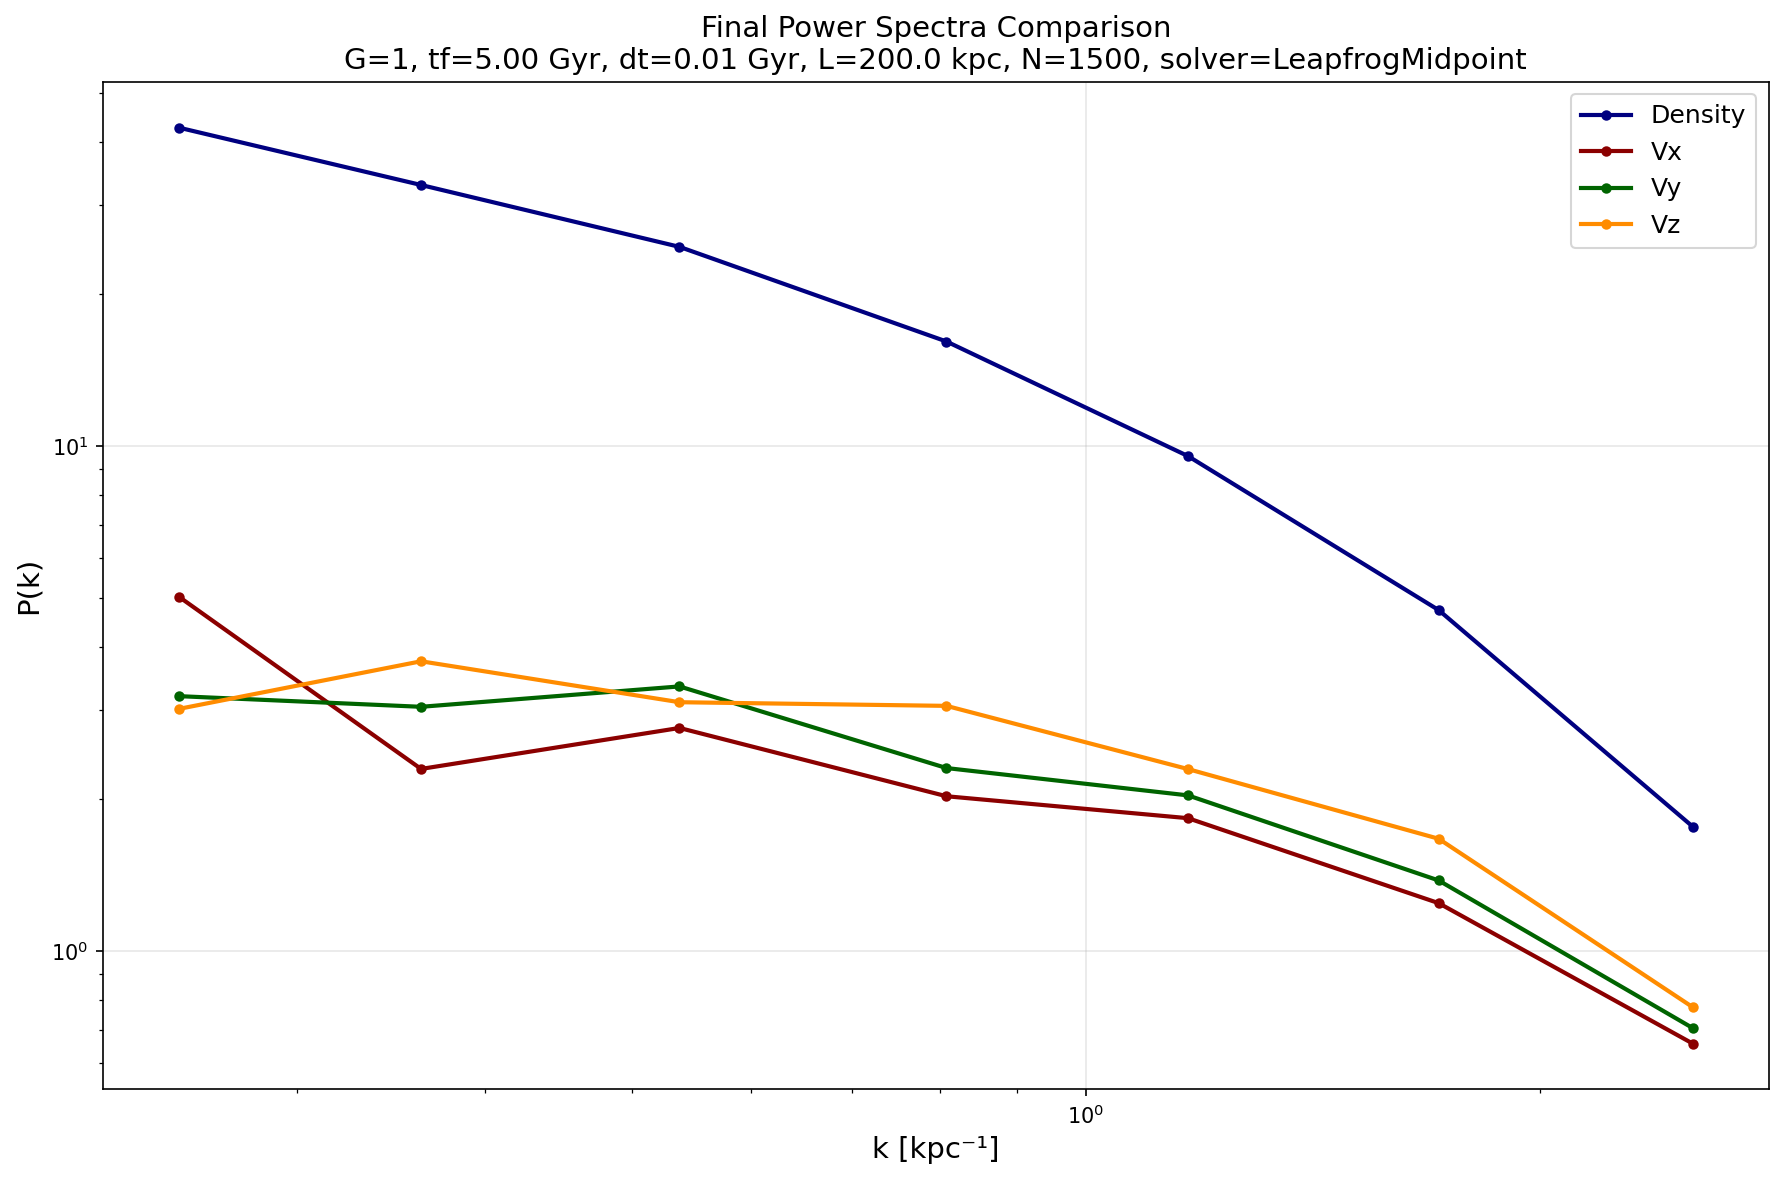 Final Power Spectra Comparison
G=1, tf=5.00 Gyr, dt=0.01 Gyr, L=200.0 kpc, N=1500, solver=LeapfrogMidpoint
Density
Vx
Vy
Vz
P(k)
10¹
10⁰
10⁰
k [kpc⁻¹]